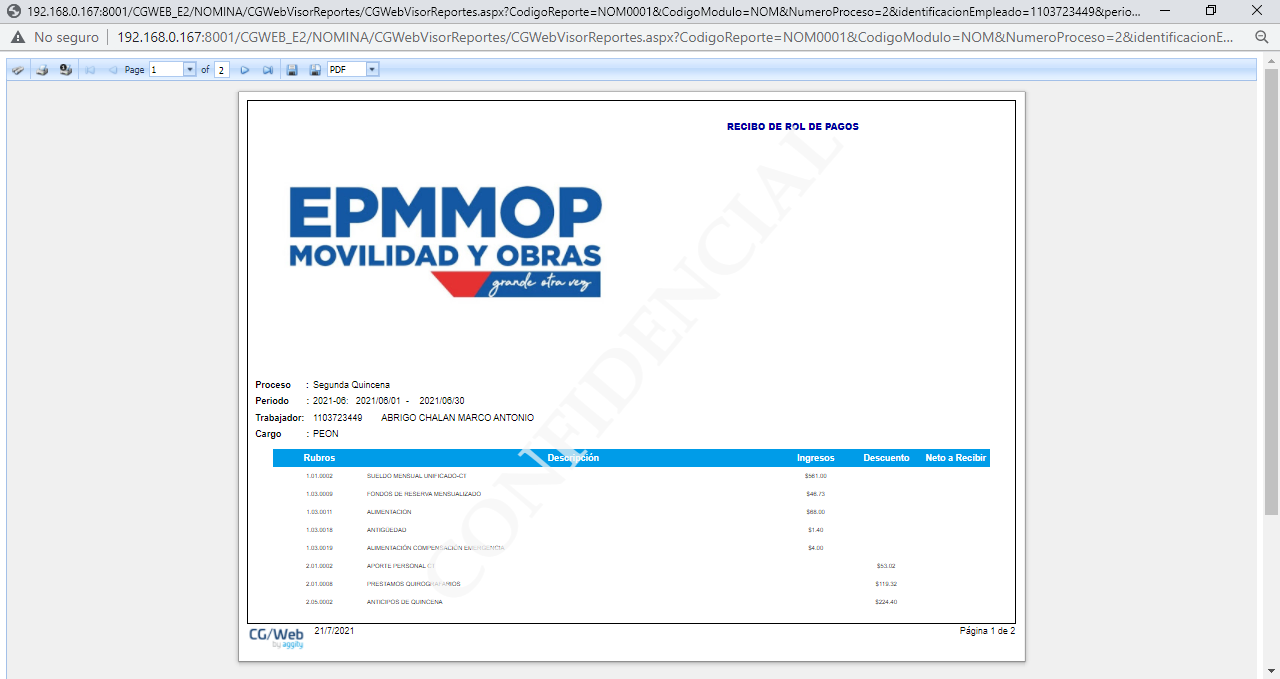 192.168.0.167:8001/CGWEB_E2/NOMINA/CGWebVisorReportes/CGWebVisorReportes.aspx?CodigoReporte=NOM0001&CodigoModulo=NOM&NumeroProceso=2&identificacionEmpleado=1103723449&perio...
No seguro | 192.168.0.167:8001/CGWEB_E2/NOMINA/CGWebVisorReportes/CGWebVisorReportes.aspx?CodigoReporte=NOM0001&CodigoModulo=NOM&NumeroProceso=2&identificacionE...
Page 1 of 2 PDF
RECIBO DE ROL DE PAGOS
EPMMOP
MOVILIDAD Y OBRAS
grande otra vez
CONFIDENCIAL
Proceso : Segunda Quincena
Periodo : 2021-06: 2021/06/01 - 2021/06/30
Trabajador: 1103723449 ABRIGO CHALAN MARCO ANTONIO
Cargo : PEON
Rubros Descripción Ingresos Descuento Neto a Recibir
1.01.0002 SUELDO MENSUAL UNIFICADO-CT $561.00
1.03.0009 FONDOS DE RESERVA MENSUALIZADO $46.73
1.03.0011 ALIMENTACION $68.00
1.03.0018 ANTIGUEDAD $1.40
1.03.0019 ALIMENTACIÓN COMPENSACIÓN EMERGENCIA $4.00
2.01.0002 APORTE PERSONAL CT $53.02
2.01.0008 PRESTAMOS QUIROGRAFARIOS $119.32
2.05.0002 ANTICIPOS DE QUINCENA $224.40
CG/Web
by aggity
21/7/2021
Página 1 de 2